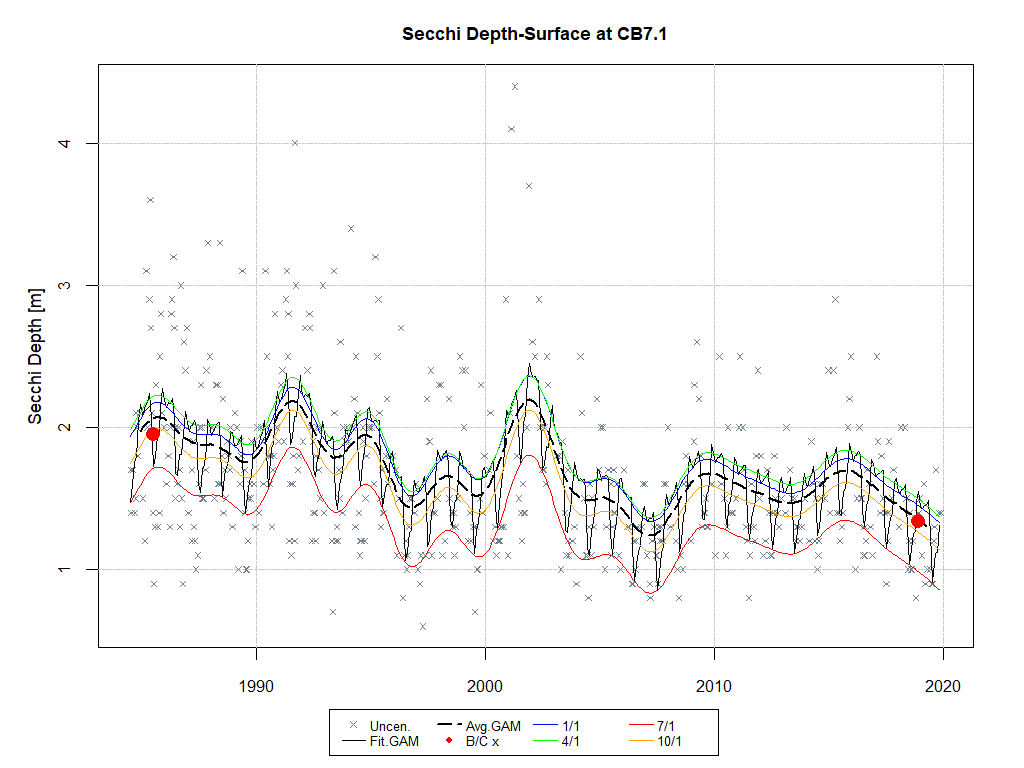 Secchi Depth-Surface at CB7.1
Secchi Depth [m]
4
3
2
1
1990 2000 2010 2020
Uncen. Avg.GAM 1/1 7/1
Fit.GAM B/C x 4/1 10/1